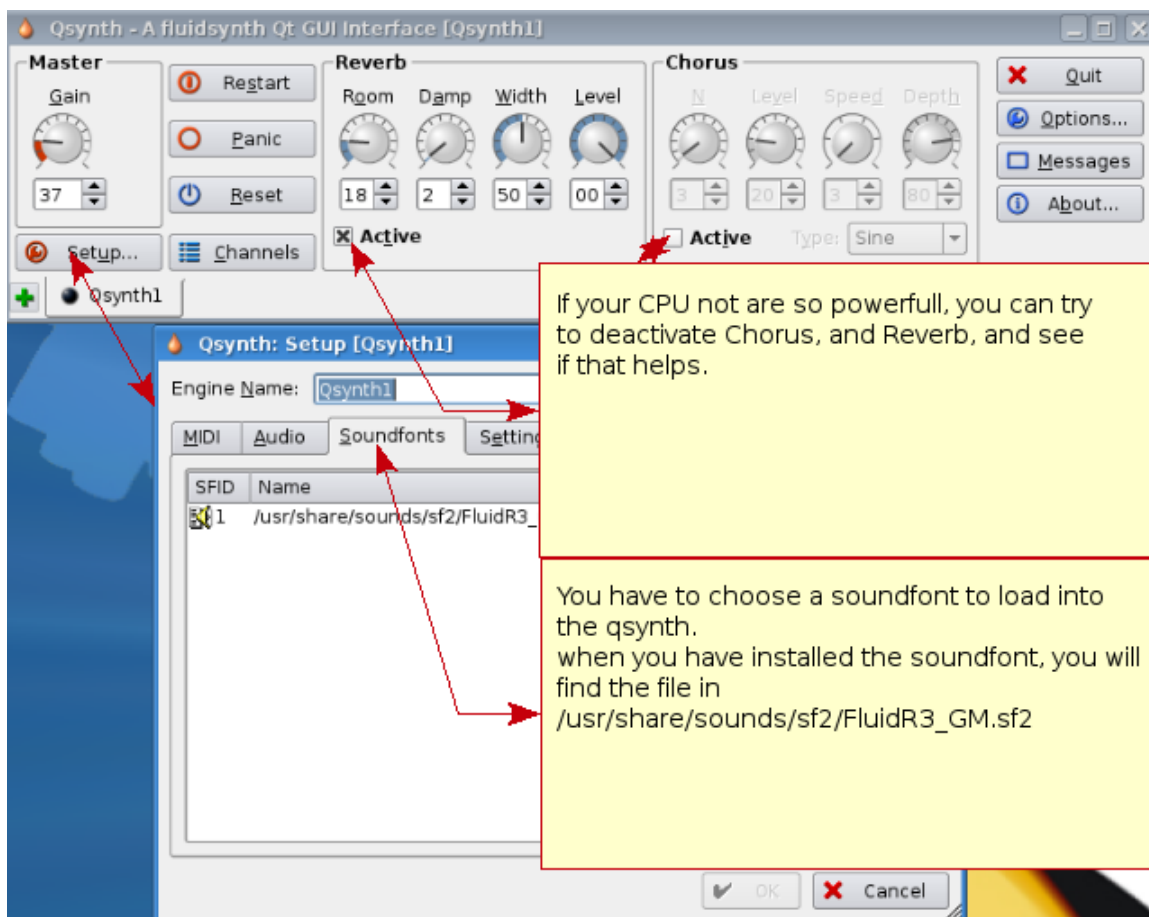 Qsynth - A fluidsynth Qt GUI Interface [Qsynth1]
Master
Gain
37
Setup...
Restart
Panic
Reset
Channels
Reverb
Room Damp Width Level
18 2 50 00
Active
Chorus
N Level Speed Depth
3 20 3 80
Active Type: Sine
Quit
Options...
Messages
About...
Qsynth1
If your CPU not are so powerfull, you can try
to deactivate Chorus, and Reverb, and see
if that helps.
Qsynth: Setup [Qsynth1]
Engine Name: Qsynth1
MIDI Audio Soundfonts Setting
SFID Name
1 /usr/share/sounds/sf2/FluidR3_
You have to choose a soundfont to load into
the qsynth.
when you have installed the soundfont, you will
find the file in
/usr/share/sounds/sf2/FluidR3_GM.sf2
OK Cancel